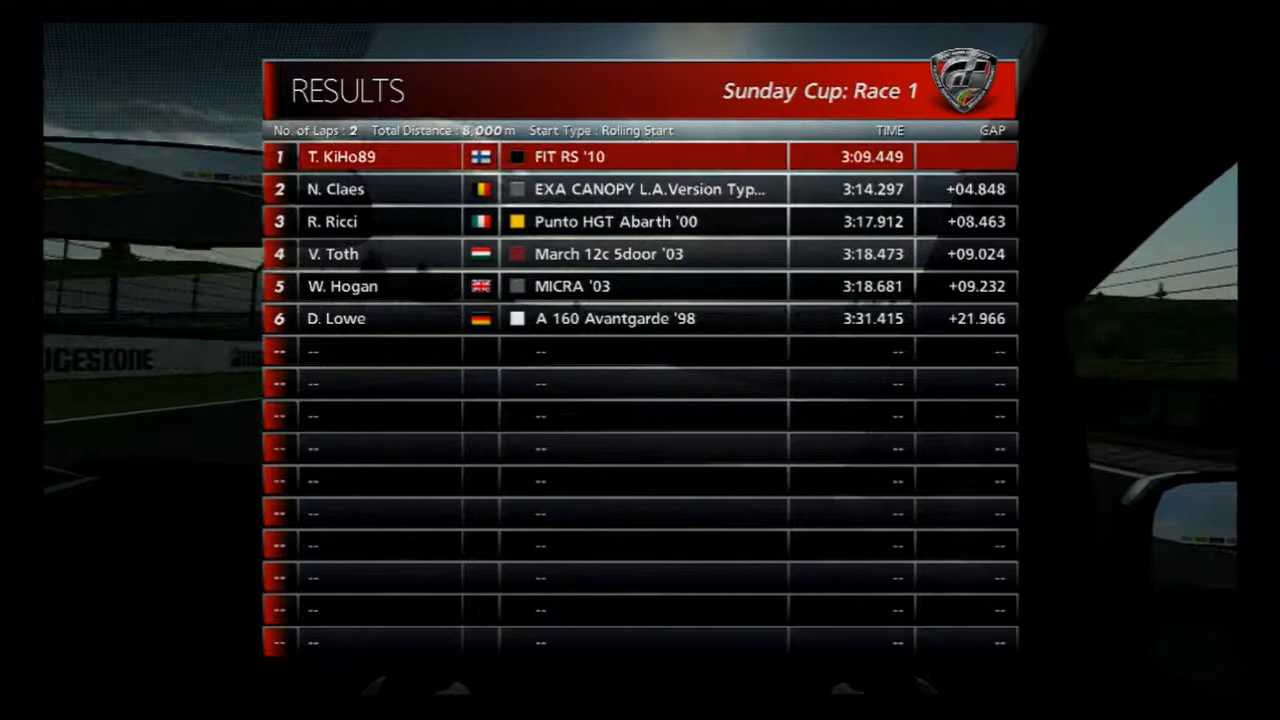 RESULTS Sunday Cup: Race 1
No. of Laps : 2 Total Distance : 8,000 m Start Type : Rolling Start TIME GAP
1 T. KiHo89 FIT RS '10 3:09.449
2 N. Claes EXA CANOPY L.A.Version Typ... 3:14.297 +04.848
3 R. Ricci Punto HGT Abarth '00 3:17.912 +08.463
4 V. Toth March 12c 5door '03 3:18.473 +09.024
5 W. Hogan MICRA '03 3:18.681 +09.232
6 D. Lowe A 160 Avantgarde '98 3:31.415 +21.966
-- -- -- -- --
-- -- -- -- --
-- -- -- -- --
-- -- -- -- --
-- -- -- -- --
-- -- -- -- --
-- -- -- -- --
-- -- -- -- --
-- -- -- -- --
-- -- -- -- --
DGESTONE